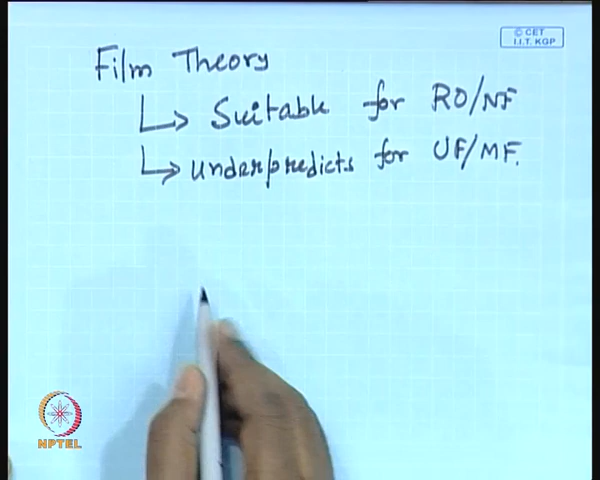 © CET
I.I.T. KGP
Film Theory
↳ Suitable for RO/NF
↳ underpredicts for UF/MF.
NPTEL